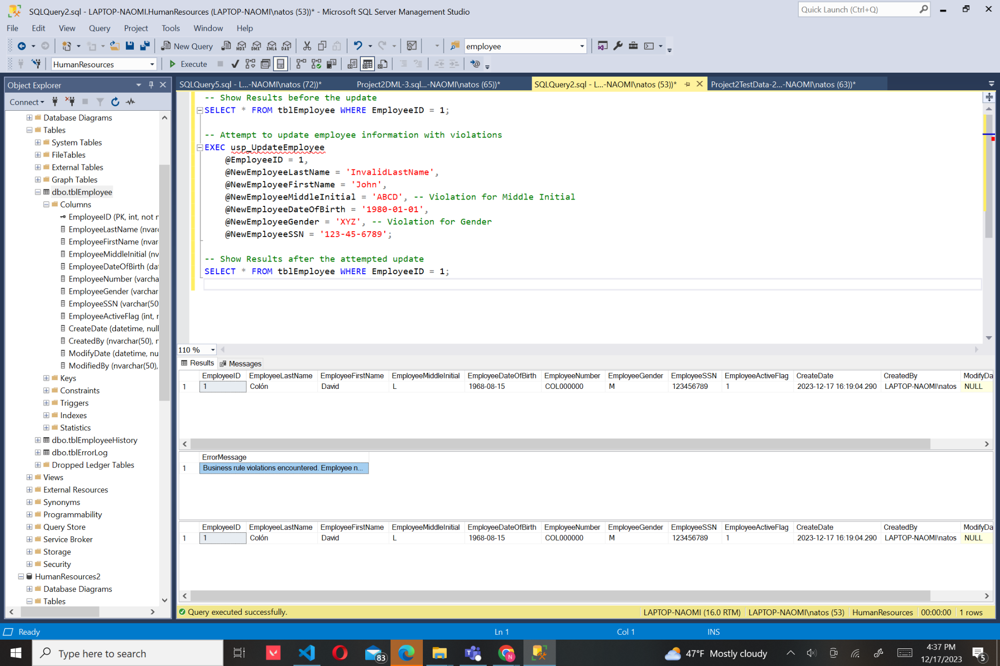 SQLQuery2.sql - LAPTOP-NAOMI.HumanResources (LAPTOP-NAOMI\natos (53))* - Microsoft SQL Server Management Studio
Quick Launch (Ctrl+Q)
File Edit View Query Project Tools Window Help
New Query MDX DMX XMLA DAX employee
HumanResources Execute
Object Explorer
Connect
Database Diagrams
Tables
System Tables
FileTables
External Tables
Graph Tables
dbo.tblEmployee
Columns
EmployeeID (PK, int, not n
EmployeeLastName (nvarc
EmployeeFirstName (nvar
EmployeeMiddleInitial (nv
EmployeeDateOfBirth (dat
EmployeeNumber (varcha
EmployeeGender (varchar
EmployeeSSN (varchar(50
EmployeeActiveFlag (int, r
CreateDate (datetime, null
CreatedBy (nvarchar(50), r
ModifyDate (datetime, nu
ModifiedBy (nvarchar(50),
Keys
Constraints
Triggers
Indexes
Statistics
dbo.tblEmployeeHistory
dbo.tblErrorLog
Dropped Ledger Tables
Views
External Resources
Synonyms
Programmability
Query Store
Service Broker
Storage
Security
HumanResources2
Database Diagrams
Tables
SQLQuery5.sql - L...-NAOMI\natos (72))* Project2DML-3.sql...-NAOMI\natos (65))* SQLQuery2.sql - L...-NAOMI\natos (53))* Project2TestData-2...-NAOMI\natos (63))*
-- Show Results before the update
SELECT * FROM tblEmployee WHERE EmployeeID = 1;
-- Attempt to update employee information with violations
EXEC usp_UpdateEmployee
@EmployeeID = 1,
@NewEmployeeLastName = 'InvalidLastName',
@NewEmployeeFirstName = 'John',
@NewEmployeeMiddleInitial = 'ABCD', -- Violation for Middle Initial
@NewEmployeeDateOfBirth = '1980-01-01',
@NewEmployeeGender = 'XYZ', -- Violation for Gender
@NewEmployeeSSN = '123-45-6789';
-- Show Results after the attempted update
SELECT * FROM tblEmployee WHERE EmployeeID = 1;
110 %
Results Messages
EmployeeID EmployeeLastName EmployeeFirstName EmployeeMiddleInitial EmployeeDateOfBirth EmployeeNumber EmployeeGender EmployeeSSN EmployeeActiveFlag CreateDate CreatedBy ModifyDa
1 1 Colón David L 1968-08-15 COL000000 M 123456789 1 2023-12-17 16:19:04.290 LAPTOP-NAOMI\natos NULL
ErrorMessage
1 Business rule violations encountered. Employee n...
EmployeeID EmployeeLastName EmployeeFirstName EmployeeMiddleInitial EmployeeDateOfBirth EmployeeNumber EmployeeGender EmployeeSSN EmployeeActiveFlag CreateDate CreatedBy ModifyDa
1 1 Colón David L 1968-08-15 COL000000 M 123456789 1 2023-12-17 16:19:04.290 LAPTOP-NAOMI\natos NULL
Query executed successfully. LAPTOP-NAOMI (16.0 RTM) LAPTOP-NAOMI\natos (53) HumanResources 00:00:00 1 rows
Ready Ln 1 Col 1 INS
Type here to search 83 N 47°F Mostly cloudy 4:37 PM
12/17/2023 5